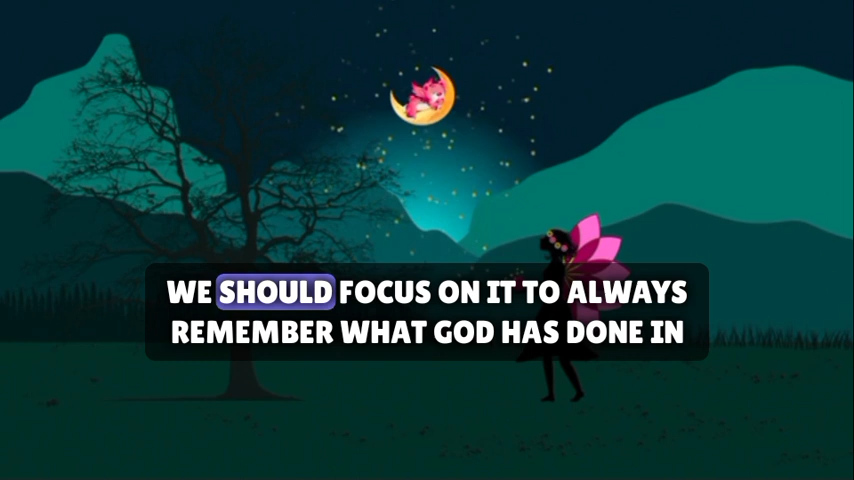 WE SHOULD FOCUS ON IT TO ALWAYS
REMEMBER WHAT GOD HAS DONE IN